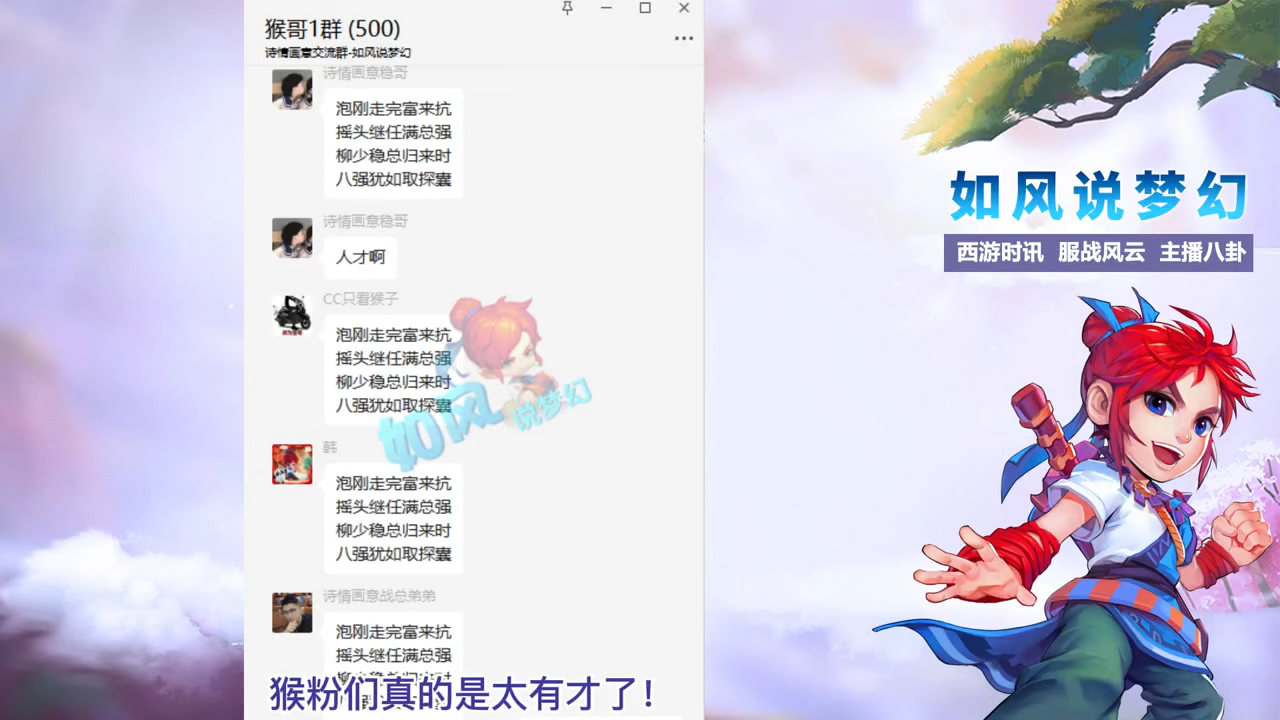 猴哥1群 (500)
诗情画意交流群-如风说梦幻
诗情画意稳哥
泡刚走完富来抗
摇头继任满总强
柳少稳总归来时
八强犹如取探囊
诗情画意稳哥
人才啊
CC只看猴子
泡刚走完富来抗
摇头继任满总强
柳少稳总归来时
八强犹如取探囊
韩
泡刚走完富来抗
摇头继任满总强
柳少稳总归来时
八强犹如取探囊
诗情画意战总弟弟
泡刚走完富来抗
摇头继任满总强
猴粉们真的是太有才了！
如风说梦幻
如风说梦幻
西游时讯 服战风云 主播八卦